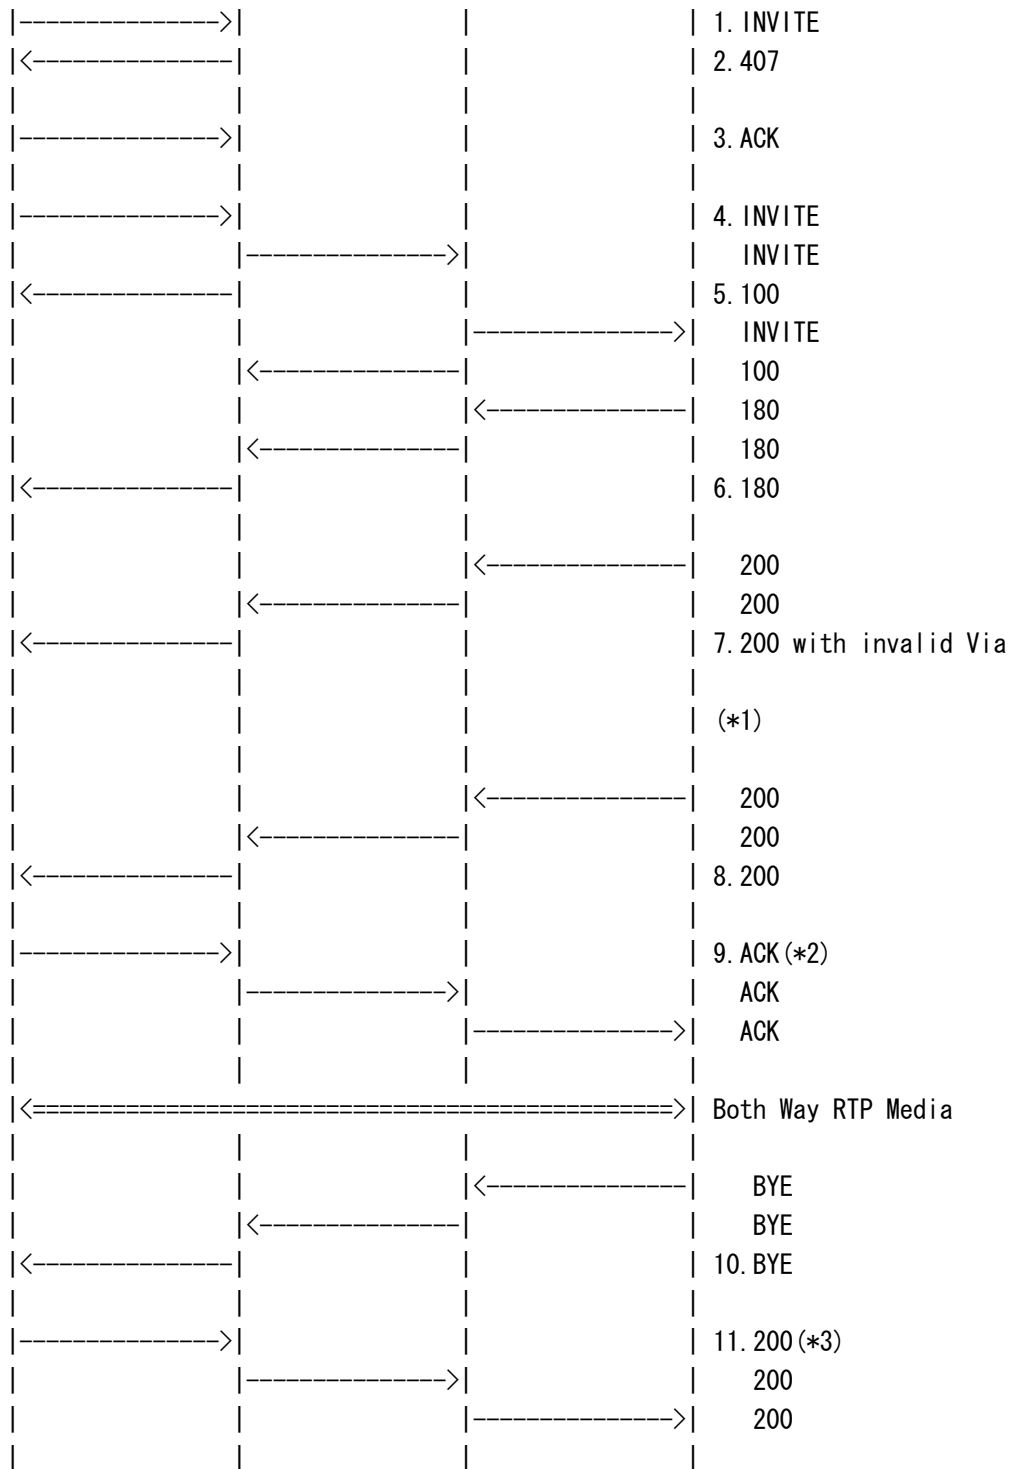 |--------------->| | | 1. INVITE
|<---------------| | | 2. 407
| | | |
|--------------->| | | 3. ACK
| | | |
|--------------->| | | 4. INVITE
| |--------------->| | INVITE
|<---------------| | | 5. 100
| | |--------------->| INVITE
| |<---------------| | 100
| | |<---------------| 180
| |<---------------| | 180
|<---------------| | | 6. 180
| | | |
| | |<---------------| 200
| |<---------------| | 200
|<---------------| | | 7. 200 with invalid Via
| | | |
| | | | (*1)
| | | |
| | |<---------------| 200
| |<---------------| | 200
|<---------------| | | 8. 200
| | | |
|--------------->| | | 9. ACK(*2)
| |--------------->| | ACK
| | |--------------->| ACK
| | | |
|<================================================>| Both Way RTP Media
| | | |
| | |<---------------| BYE
| |<---------------| | BYE
|<---------------| | | 10. BYE
| | | |
|--------------->| | | 11. 200(*3)
| |--------------->| | 200
| | |--------------->| 200
| | | |